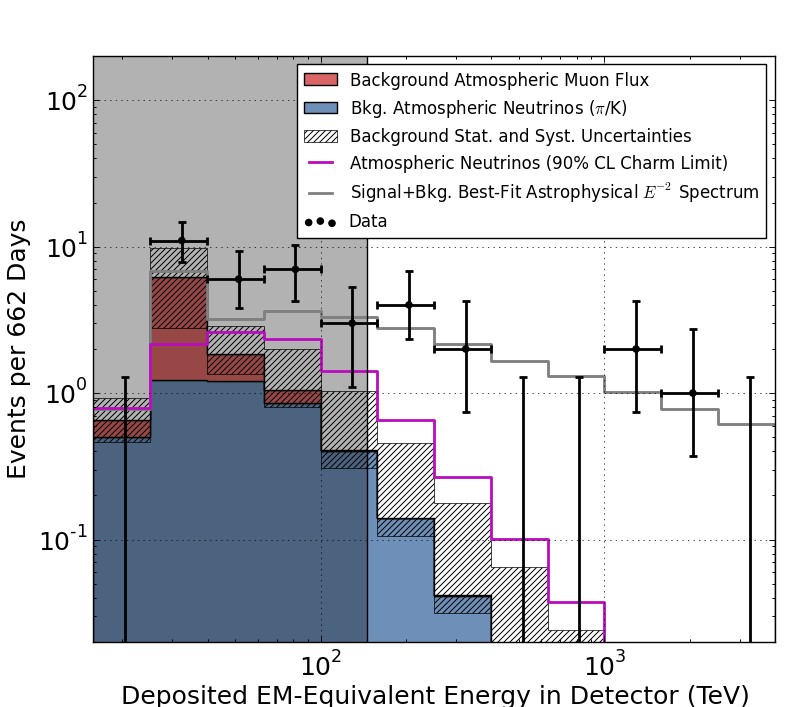 Background Atmospheric Muon Flux
Bkg. Atmospheric Neutrinos (π/K)
Background Stat. and Syst. Uncertainties
Atmospheric Neutrinos (90% CL Charm Limit)
Signal+Bkg. Best-Fit Astrophysical E⁻² Spectrum
Data
Events per 662 Days
10²
10¹
10⁰
10⁻¹
10² 10³
Deposited EM-Equivalent Energy in Detector (TeV)